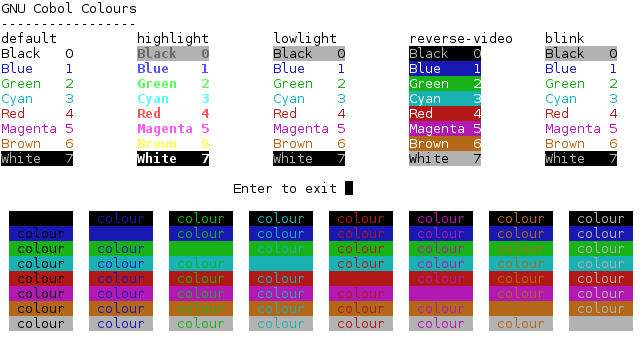 GNU Cobol Colours
-----------------
default highlight lowlight reverse-video blink
Black 0 Black 0 Black 0 Black 0 Black 0
Blue 1 Blue 1 Blue 1 Blue 1 Blue 1
Green 2 Green 2 Green 2 Green 2 Green 2
Cyan 3 Cyan 3 Cyan 3 Cyan 3 Cyan 3
Red 4 Red 4 Red 4 Red 4 Red 4
Magenta 5 Magenta 5 Magenta 5 Magenta 5 Magenta 5
Brown 6 Brown 6 Brown 6 Brown 6 Brown 6
White 7 White 7 White 7 White 7 White 7
Enter to exit
colour colour colour colour colour colour colour
colour colour colour colour colour colour colour
colour colour colour colour colour colour colour
colour colour colour colour colour colour colour
colour colour colour colour colour colour colour
colour colour colour colour colour colour colour
colour colour colour colour colour colour colour
colour colour colour colour colour colour colour